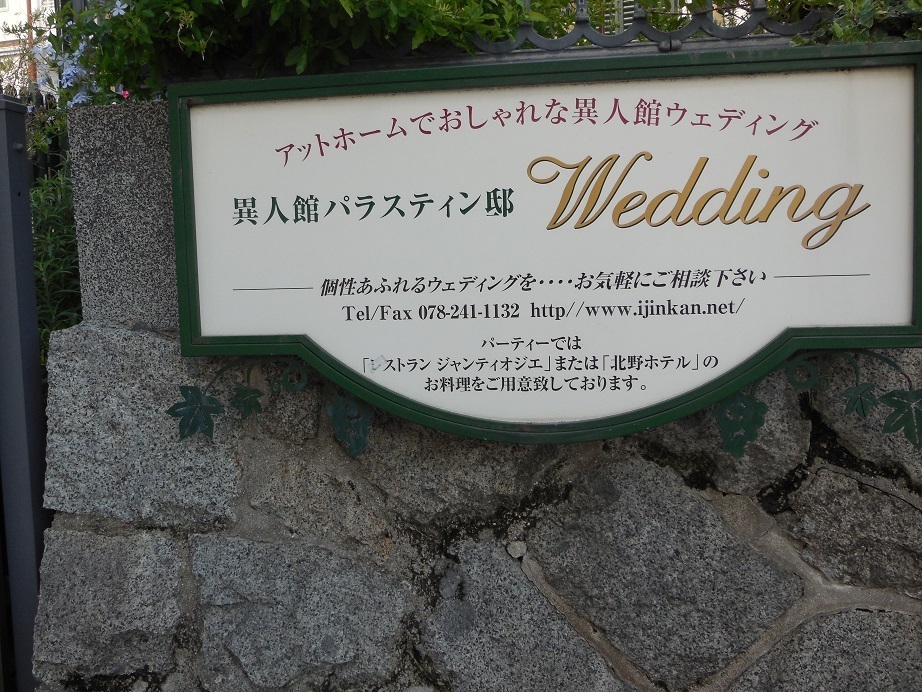 アットホームでおしゃれな異人館ウェディング
異人館パラスティン邸 Wedding
個性あふれるウェディングを････お気軽にご相談下さい
Tel/Fax 078-241-1132 http//www.ijinkan.net/
パーティーでは
「レストラン ジャンティオジエ」または「北野ホテル」の
お料理をご用意致しております。